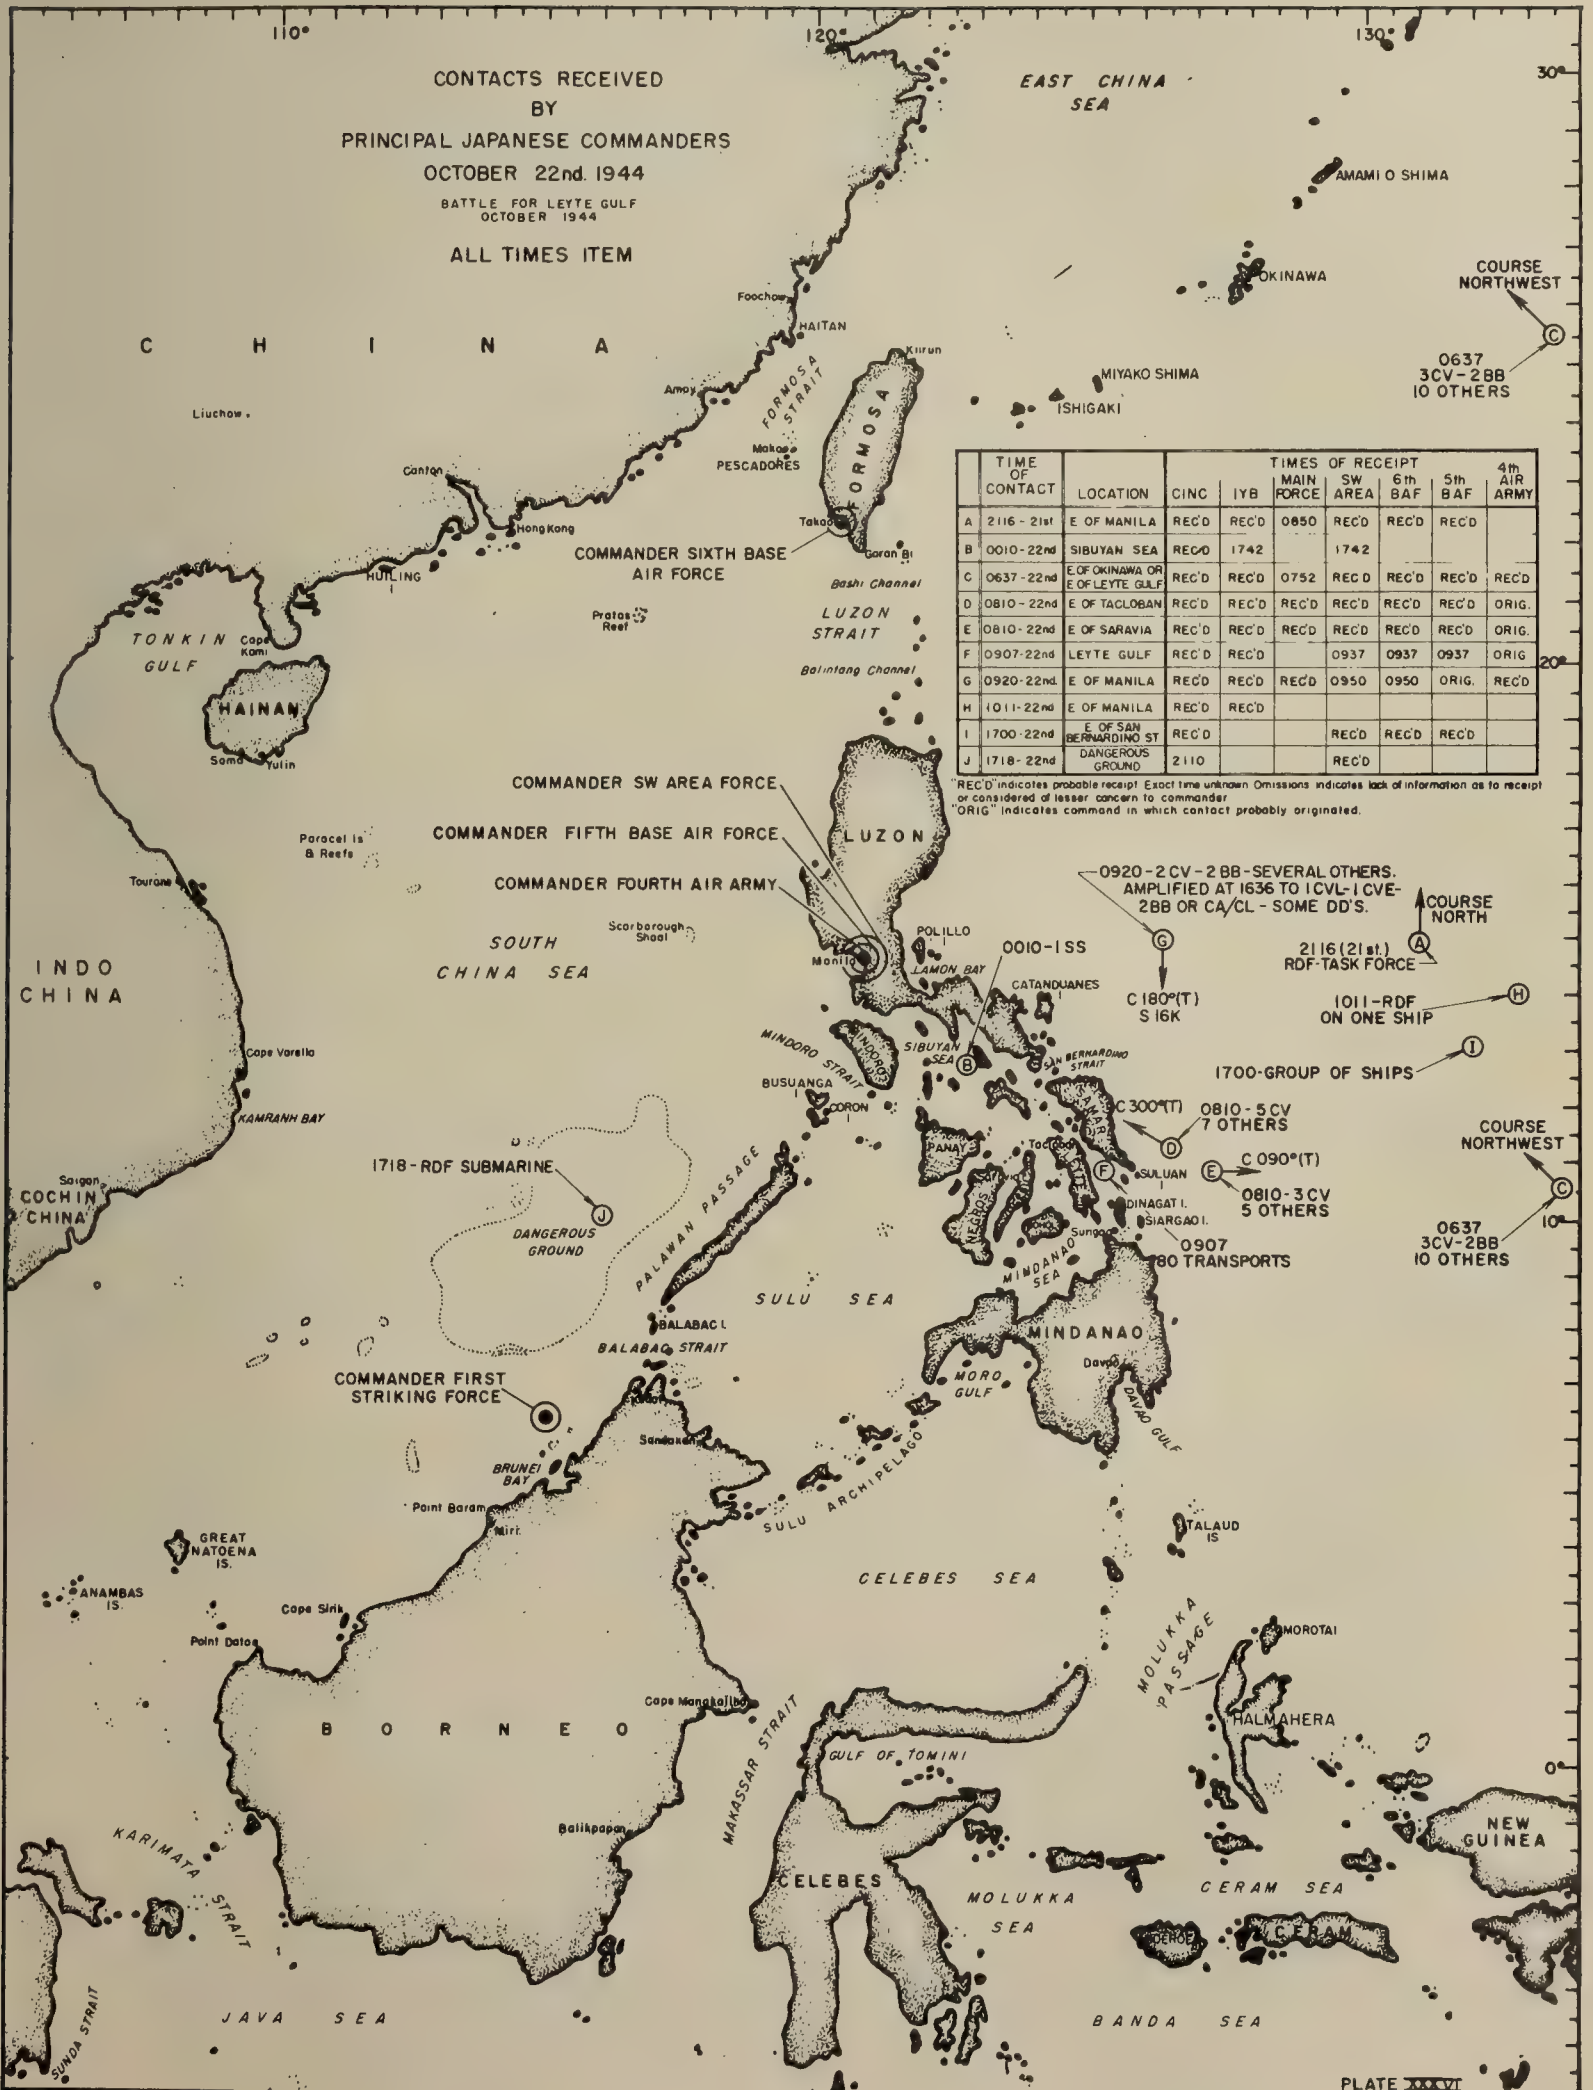 110°
120°
130°
30°
CONTACTS RECEIVED
BY
PRINCIPAL JAPANESE COMMANDERS
OCTOBER 22nd. 1944
BATTLE FOR LEYTE GULF
OCTOBER 1944
ALL TIMES ITEM
EAST CHINA
SEA
AMAMI O SHIMA
OKINAWA
COURSE
NORTHWEST
C
0637
3CV-2BB
10 OTHERS
Foochow
HAITAN
C H I N A
FORMOSA
STRAIT
Kiirun
Amoy
MIYAKO SHIMA
ISHIGAKI
Liuchow
FORMOSA
Mako
PESCADORES
Canton
Takao
HongKong
COMMANDER SIXTH BASE
AIR FORCE
Garan Bi
HUILING
I
Bashi Channel
Pratas
Reef
LUZON
STRAIT
TONKIN
GULF
Cape
Kami
Balintang Channel
20°
HAINAN
Sama Yulin
TIME
OF
CONTACT LOCATION TIMES OF RECEIPT
CINC IYB MAIN FORCE SW AREA 6th BAF 5th BAF 4th AIR ARMY
A 2116-21st E OF MANILA REC'D REC'D 0850 REC'D REC'D REC'D
B 0010-22nd SIBUYAN SEA REC'D 1742 1742
C 0637-22nd E.OF OKINAWA OR E OF LEYTE GULF REC'D REC'D 0752 REC D REC'D REC'D REC'D
D 0810-22nd E OF TACLOBAN REC'D REC'D REC'D REC'D REC'D REC'D ORIG.
E 0810-22nd E OF SARAVIA REC'D REC'D REC'D REC'D REC'D REC'D ORIG.
F 0907-22nd LEYTE GULF REC'D REC'D 0937 0937 0937 ORIG
G 0920-22nd. E OF MANILA REC'D REC'D REC'D 0950 0950 ORIG. REC'D
H 1011-22nd E OF MANILA REC'D REC'D
I 1700-22nd E OF SAN BERNARDINO ST REC'D REC'D REC'D REC'D
J 1718-22nd DANGEROUS GROUND 2110 REC'D
"REC'D" indicates probable receipt Exact time unknown Omissions indicates lack of information as to receipt
or considered of lesser concern to commander
"ORIG" indicates command in which contact probably originated.
COMMANDER SW AREA FORCE
COMMANDER FIFTH BASE AIR FORCE
COMMANDER FOURTH AIR ARMY
LUZON
Paracel Is
& Reefs
Tourane
Scarborough
Shoal
0920-2 CV-2 BB-SEVERAL OTHERS.
AMPLIFIED AT 1636 TO 1CVL-1 CVE-
2BB OR CA/CL - SOME DD'S.
COURSE
NORTH
G
A
2116(21st.)
RDF-TASK FORCE
C 180°(T)
S 16K
1011-RDF
ON ONE SHIP
H
I
1700-GROUP OF SHIPS
SOUTH
CHINA SEA
INDO
CHINA
Manila
POLILLO
I
LAMON BAY
0010-1 SS
CATANDUANES
I
MINDORO STRAIT
MINDORO
SIBUYAN
SEA
B
SAN BERNARDINO
STRAIT
Cape Varella
KAMRANH BAY
BUSUANGA
I
CORON
I
SAMAR
C 300°(T)
0810-5CV
7 OTHERS
D
PANAY
Tacloban
LEYTE
F
SULUAN
I
E
C 090°(T)
0810-3CV
5 OTHERS
COURSE
NORTHWEST
C
0637
3CV-2BB
10 OTHERS
10°
1718-RDF SUBMARINE
J
DANGEROUS
GROUND
PALAWAN PASSAGE
Saigon
COCHIN
CHINA
NEGROS
BOHOL
DINAGAT I.
SIARGAO I.
0907
80 TRANSPORTS
MINDANAO
SEA
SULU SEA
BALABAC I.
BALABAC STRAIT
MINDANAO
Davao
DAVAO GULF
MORO
GULF
COMMANDER FIRST
STRIKING FORCE
Kudat
Sandakan
BRUNEI
BAY
Point Baram
Miri
SULU ARCHIPELAGO
TALAUD
IS
GREAT
NATOENA
IS.
ANAMBAS
IS.
CELEBES SEA
Cape Sirik
Point Datoe
MOLUKKA
PASSAGE
MOROTAI
HALMAHERA
Cape Mangkalihat
MAKASSAR STRAIT
B O R N E O
GULF OF TOMINI
0°
KARIMATA
STRAIT
Balikpapan
NEW
GUINEA
CELEBES
MOLUKKA
SEA
CERAM SEA
BOEROE
CERAM
JAVA SEA
BANDA SEA
SUNDA STRAIT
PLATE XXXVI